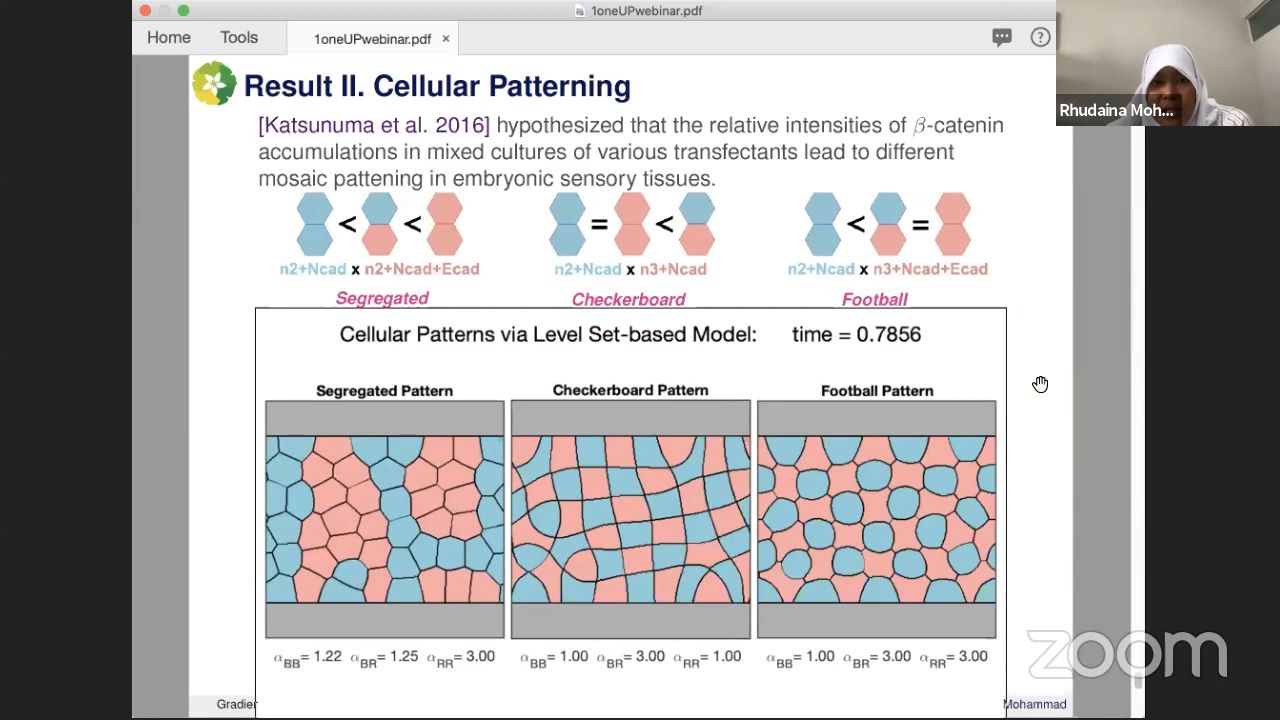 1oneUPwebinar.pdf
Home Tools 1oneUPwebinar.pdf × ?
Result II. Cellular Patterning
Rhudaina Moh...
[Katsunuma et al. 2016] hypothesized that the relative intensities of β-catenin
accumulations in mixed cultures of various transfectants lead to different
mosaic pattening in embryonic sensory tissues.
< < = < < =
n2+Ncad x n2+Ncad+Ecad n2+Ncad x n3+Ncad n2+Ncad x n3+Ncad+Ecad
Segregated Checkerboard Football
Cellular Patterns via Level Set-based Model: time = 0.7856
Segregated Pattern Checkerboard Pattern Football Pattern
αBB= 1.22 αBR= 1.25 αRR= 3.00 αBB= 1.00 αBR= 3.00 αRR= 1.00 αBB= 1.00 αBR= 3.00 αRR= 3.00
zoom
Gradie Mohammad